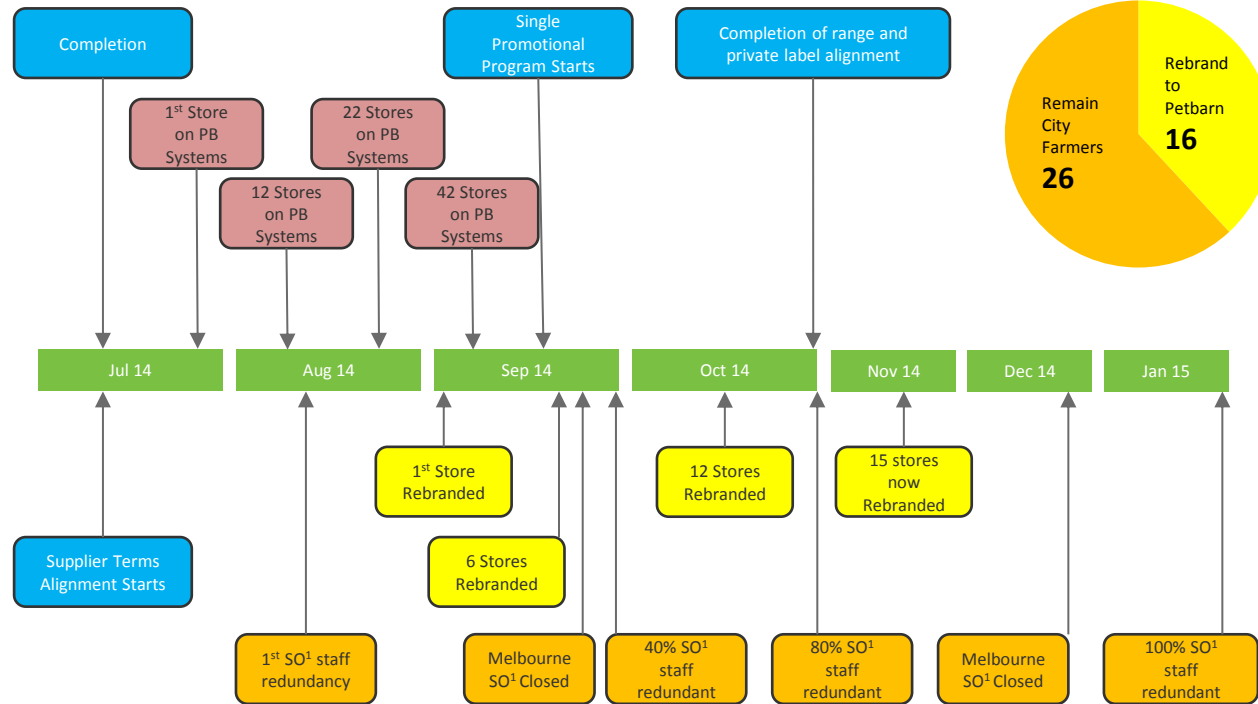 Completion
Single
Promotional
Program Starts
Completion of range and
private label alignment
Rebrand
to
Petbarn
16
Remain
City
Farmers
26
1st Store
on PB
Systems
22 Stores
on PB
Systems
12 Stores
on PB
Systems
42 Stores
on PB
Systems
Jul 14
Aug 14
Sep 14
Oct 14
Nov 14
Dec 14
Jan 15
1st Store
Rebranded
12 Stores
Rebranded
15 stores
now
Rebranded
Supplier Terms
Alignment Starts
6 Stores
Rebranded
1st SO1 staff
redundancy
Melbourne
SO1 Closed
40% SO1
staff
redundant
80% SO1
staff
redundant
Melbourne
SO1 Closed
100% SO1
staff
redundant